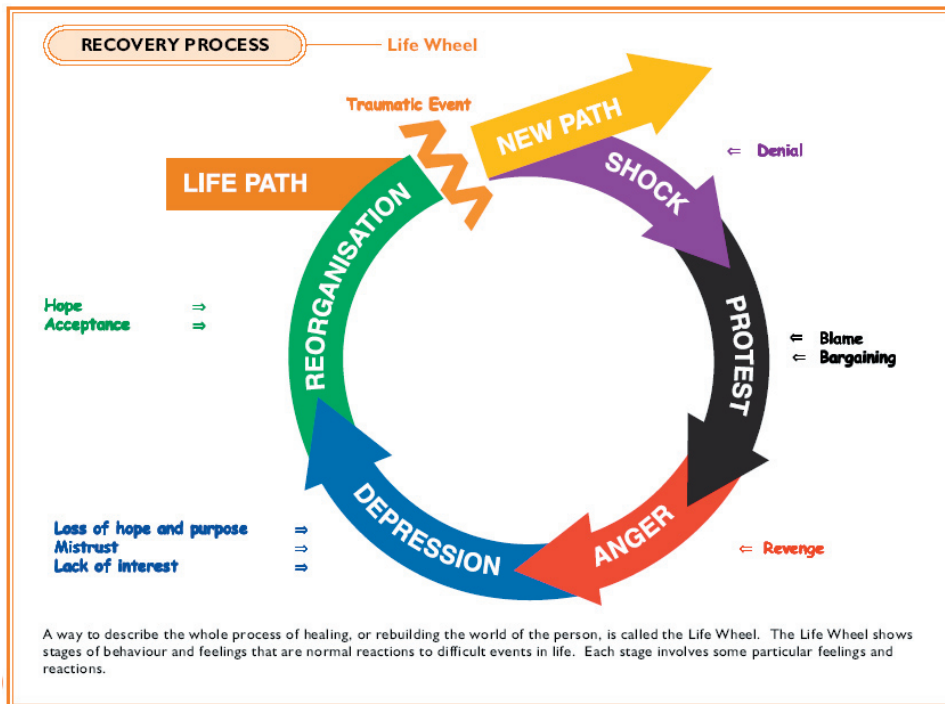 RECOVERY PROCESS
Life Wheel
Traumatic Event
NEW PATH
LIFE PATH
SHOCK
⇐ Denial
REORGANISATION
PROTEST
Hope ⇒
Acceptance ⇒
⇐ Blame
⇐ Bargaining
DEPRESSION
ANGER
Loss of hope and purpose ⇒
Mistrust ⇒
Lack of interest ⇒
⇐ Revenge
A way to describe the whole process of healing, or rebuilding the world of the person, is called the Life Wheel. The Life Wheel shows
stages of behaviour and feelings that are normal reactions to difficult events in life. Each stage involves some particular feelings and
reactions.